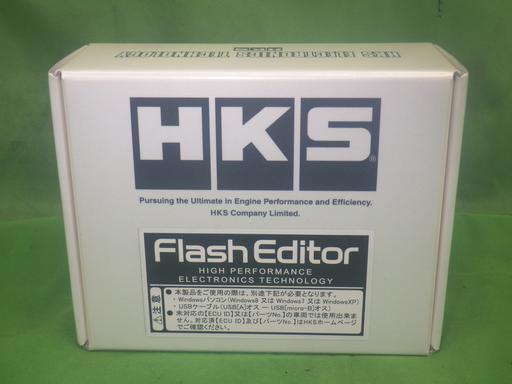 HKS ELECTRONICS TECHNOLOGY
HKS
HKS®
Pursuing the Ultimate in Engine Performance and Efficiency.
HKS Company Limited.
Flash Editor
HIGH PERFORMANCE
ELECTRONICS TECHNOLOGY
⚠注意
●本製品をご使用の際は、別途下記が必要となります。
・Windowsパソコン(Windows8 又は Windows7 又は WindowsXP)
・USBケーブル(USB[A]オス ー USB[micro-B]オス)
●未対応の【ECU ID】又は【パーツNo.】の車両では使用出来ま
せん。対応済【ECU ID】及び【パーツNo.】はHKSホームページ
でご確認ください。